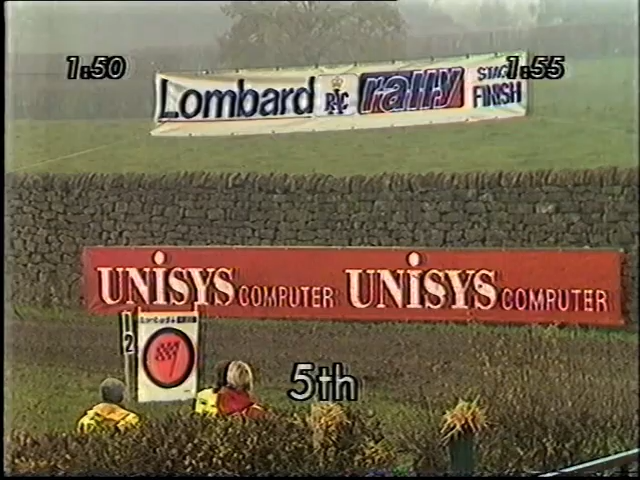 1:50
1:55
Lombard RAC rally STAGE FINISH
UNiSYS COMPUTER UNiSYS COMPUTER
2
5th